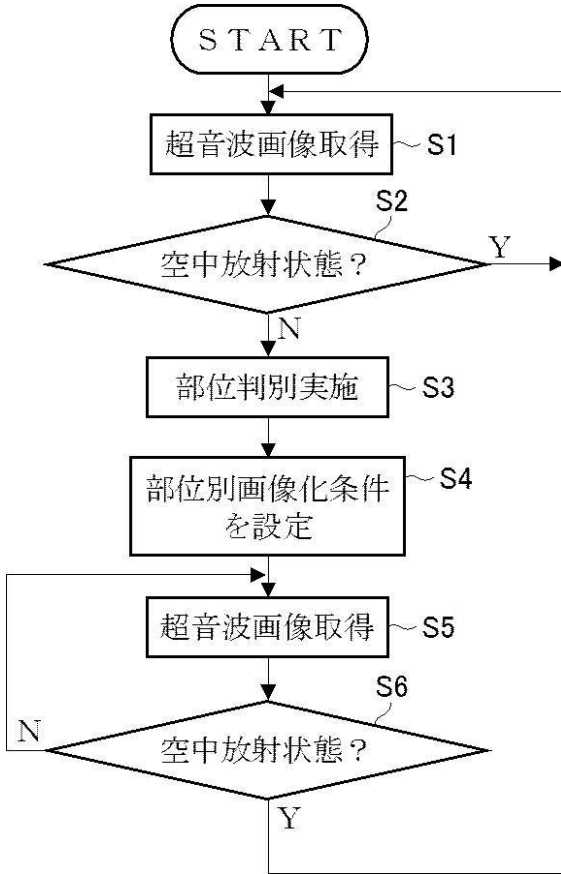 START
超音波画像取得
S1
S2
空中放射状態？
Y
N
部位判別実施
S3
部位別画像化条件
を設定
S4
超音波画像取得
S5
S6
空中放射状態？
N
Y